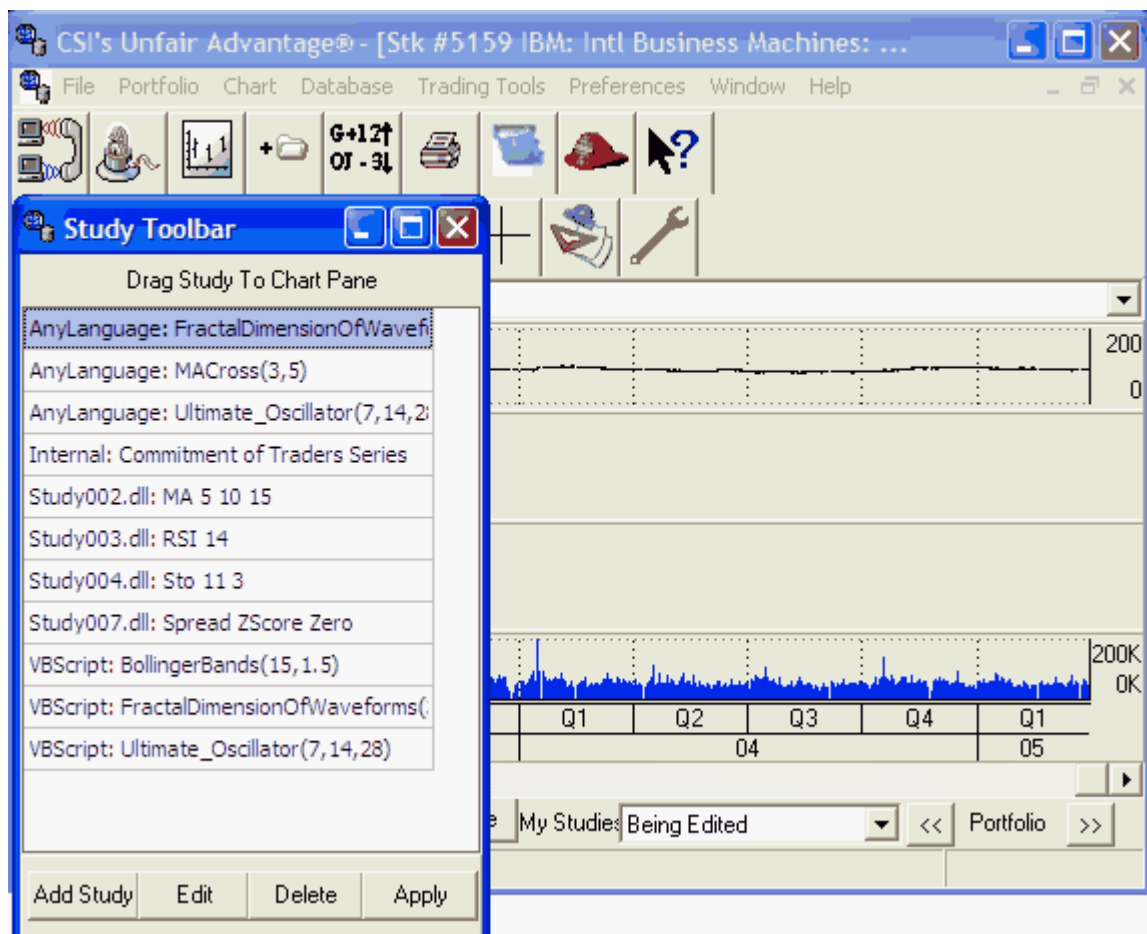 CSI's Unfair Advantage® - [Stk #5159 IBM: Intl Business Machines: ...
File Portfolio Chart Database Trading Tools Preferences Window Help
G+12↑
OJ - 3↓
Study Toolbar
Drag Study To Chart Pane
AnyLanguage: FractalDimensionOfWavef
AnyLanguage: MACross(3,5)
AnyLanguage: Ultimate_Oscillator(7,14,28
Internal: Commitment of Traders Series
Study002.dll: MA 5 10 15
Study003.dll: RSI 14
Study004.dll: Sto 11 3
Study007.dll: Spread ZScore Zero
VBScript: BollingerBands(15,1.5)
VBScript: FractalDimensionOfWaveforms(
VBScript: Ultimate_Oscillator(7,14,28)
Add Study Edit Delete Apply
200
0
200K
0K
Q1 Q2 Q3 Q4 Q1
04 05
My Studies Being Edited << Portfolio >>